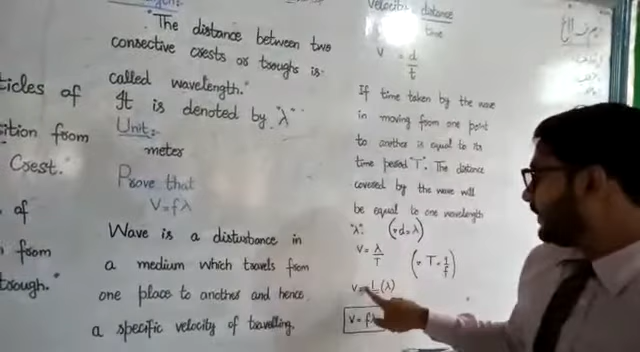 "The distance between two
consective crests or troughs is
called wavelength."
It is denoted by "λ"
Unit:-
meter
Prove that
V=fλ
Wave is a disturbance in
a medium which travels from
one place to another and hence
a specific velocity of travelling.
ticles of
ition from
Crest."
of
from
trough."
Velocity distance
time
V = d/t
If time taken by the wave
in moving from one point
to another is equal to its
time period "T". The distance
covered by the wave will
be equal to one wavelength
"λ". (∵ d=λ)
V = λ/T (∵ T = 1/f)
(λ)
V = fλ